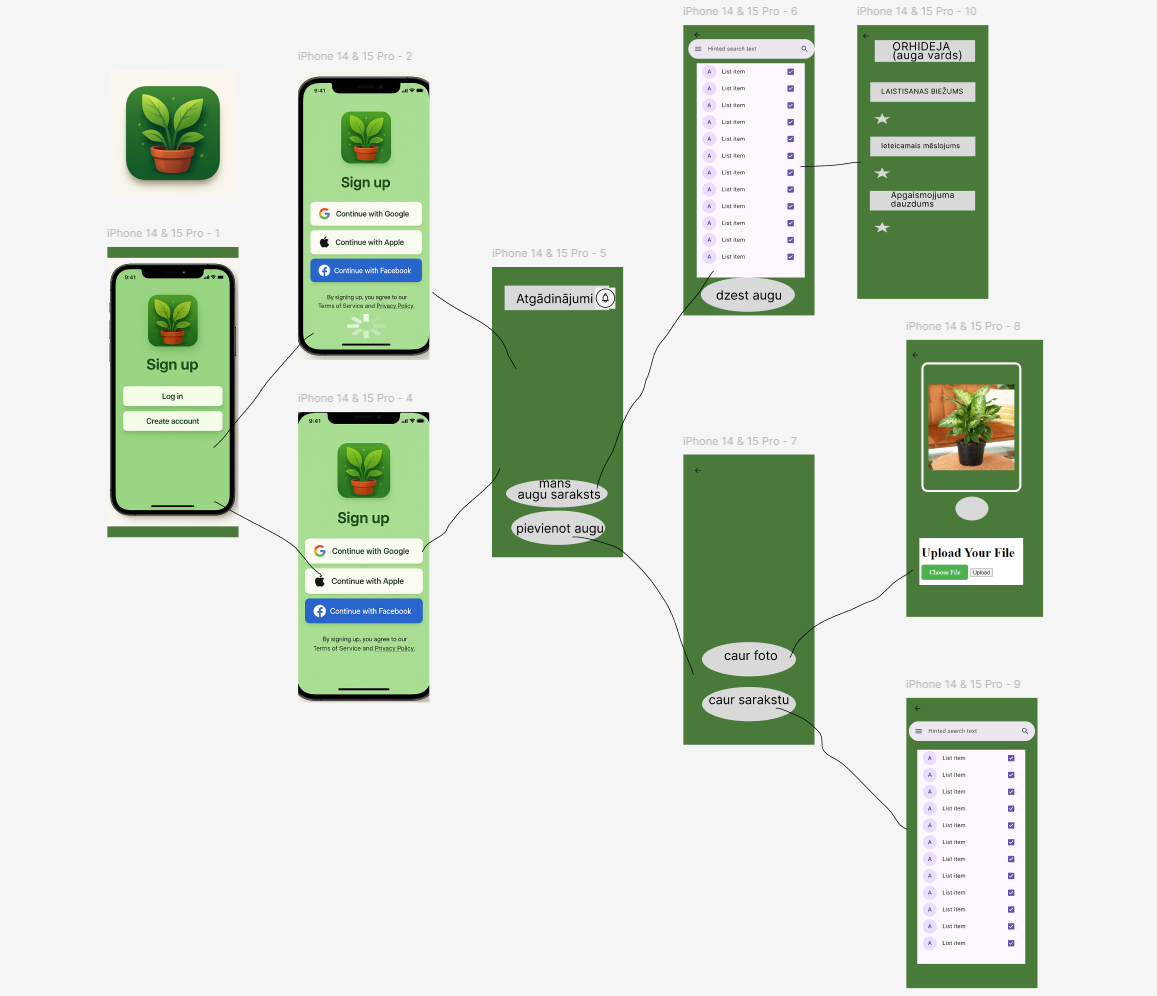 iPhone 14 & 15 Pro - 1
9:41
Sign up
Log in
Create account
iPhone 14 & 15 Pro - 2
9:41
Sign up
Continue with Google
Continue with Apple
Continue with Facebook
By signing up, you agree to our
Terms of Service and Privacy Policy.
iPhone 14 & 15 Pro - 4
9:41
Sign up
Continue with Google
Continue with Apple
Continue with Facebook
By signing up, you agree to our
Terms of Service and Privacy Policy.
iPhone 14 & 15 Pro - 5
Atgādinājumi
mans
augu saraksts
pievienot augu
iPhone 14 & 15 Pro - 6
Hinted search text
A List item
A List item
A List item
A List item
A List item
A List item
A List item
A List item
A List item
A List item
A List item
A List item
dzest augu
iPhone 14 & 15 Pro - 10
ORHIDEJA
(auga vards)
LAISTISANAS BIEŽUMS
Ieteicamais mēslojums
Apgaismojjuma
dauzdums
iPhone 14 & 15 Pro - 7
caur foto
caur sarakstu
iPhone 14 & 15 Pro - 8
Upload Your File
Choose File Upload
iPhone 14 & 15 Pro - 9
Hinted search text
A List item
A List item
A List item
A List item
A List item
A List item
A List item
A List item
A List item
A List item
A List item
A List item